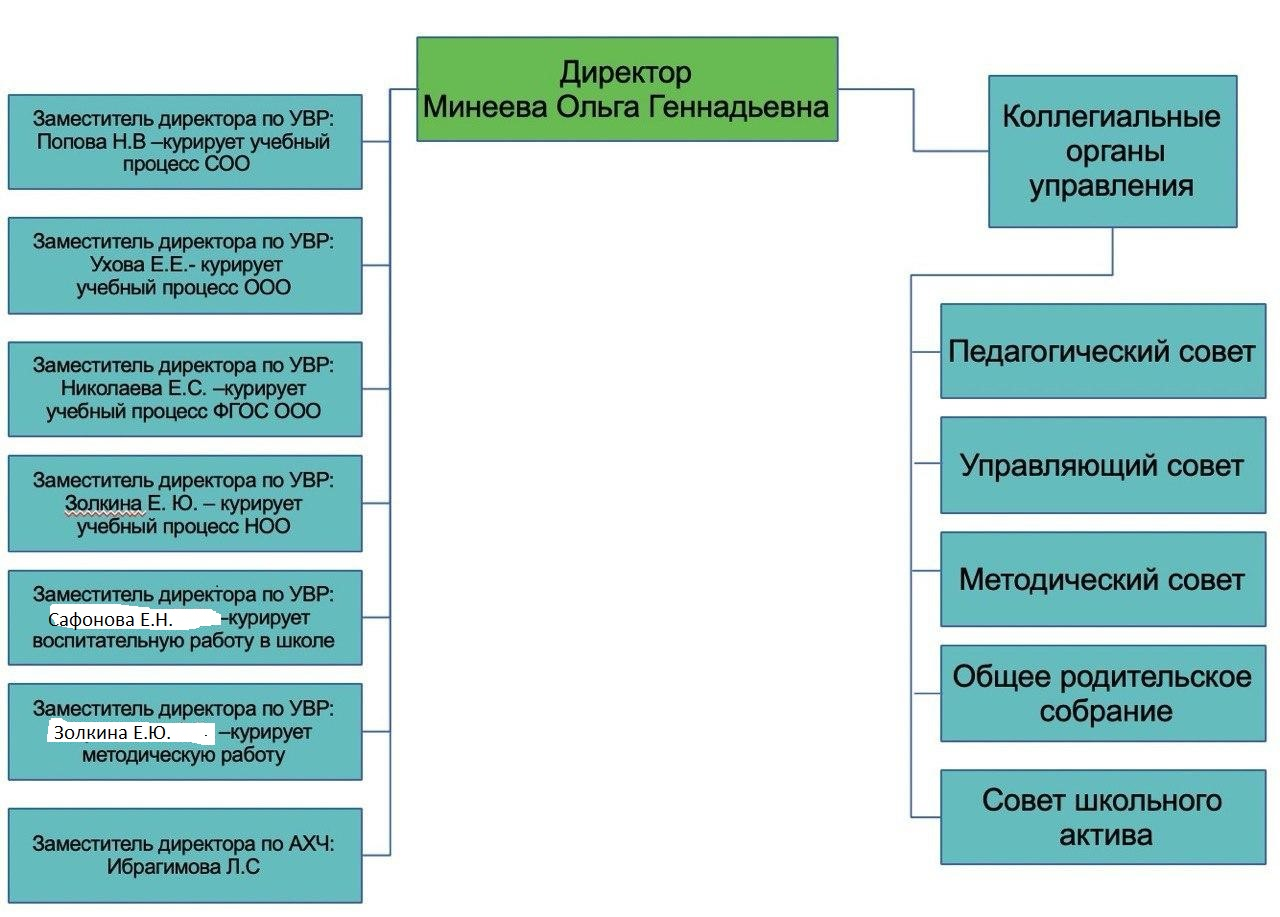 Директор
Минеева Ольга Геннадьевна
Заместитель директора по УВР:
Попова Н.В –курирует учебный
процесс СОО
Заместитель директора по УВР:
Ухова Е.Е.- курирует
учебный процесс ООО
Заместитель директора по УВР:
Николаева Е.С. –курирует
учебный процесс ФГОС ООО
Заместитель директора по УВР:
Золкина Е. Ю. – курирует
учебный процесс НОО
Заместитель директора по УВР:
Сафонова Е.Н. –курирует
воспитательную работу в школе
Заместитель директора по УВР:
Золкина Е.Ю. –курирует
методическую работу
Заместитель директора по АХЧ:
Ибрагимова Л.С
Коллегиальные
органы
управления
Педагогический совет
Управляющий совет
Методический совет
Общее родительское
собрание
Совет школьного
актива